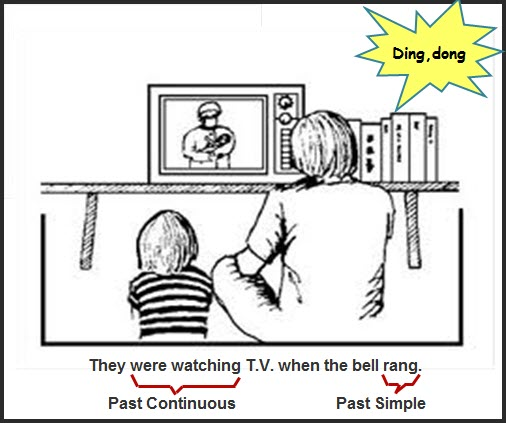 Ding,dong
They were watching T.V. when the bell rang.
Past Continuous Past Simple